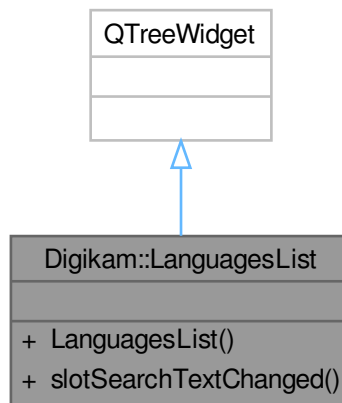 QTreeWidget
Digikam::LanguagesList
+ LanguagesList()
+ slotSearchTextChanged()